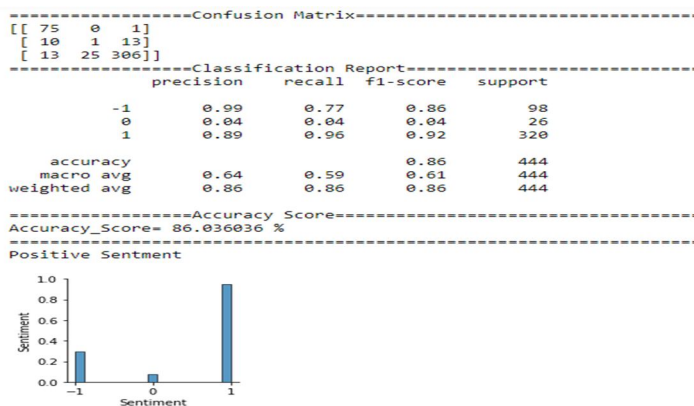 ==================Confusion Matrix==================================
[[ 75 0 1]
[ 10 1 13]
[ 13 25 306]]
==================Classification Report==================================
precision recall f1-score support
-1 0.99 0.77 0.86 98
0 0.04 0.04 0.04 26
1 0.89 0.96 0.92 320
accuracy 0.86 444
macro avg 0.64 0.59 0.61 444
weighted avg 0.86 0.86 0.86 444
==================Accuracy Score==================================
Accuracy_Score= 86.036036 %
====================================================================
Positive Sentment
1.0
0.8
0.6
0.4
0.2
0.0
Sentiment
-1 0 1
Sentiment